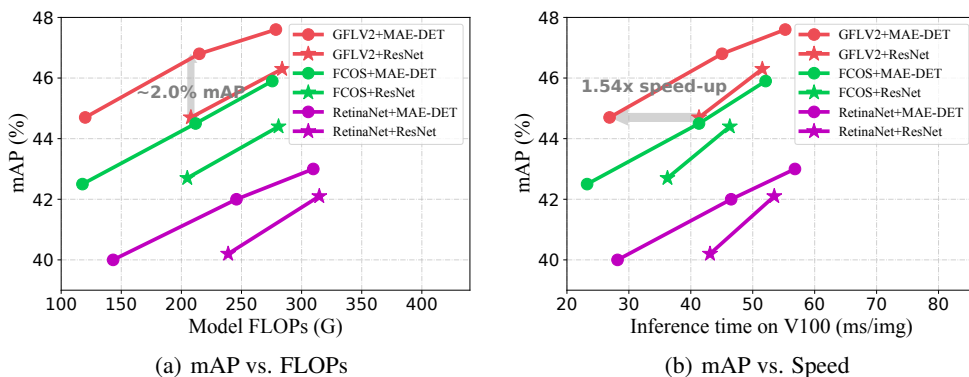 48
46
44
42
40
mAP (%)
100 150 200 250 300 350 400
Model FLOPs (G)
~2.0% mAP
GFLV2+MAE-DET
GFLV2+ResNet
FCOS+MAE-DET
FCOS+ResNet
RetinaNet+MAE-DET
RetinaNet+ResNet
(a) mAP vs. FLOPs
48
46
44
42
40
mAP (%)
20 30 40 50 60 70 80
Inference time on V100 (ms/img)
1.54x speed-up
GFLV2+MAE-DET
GFLV2+ResNet
FCOS+MAE-DET
FCOS+ResNet
RetinaNet+MAE-DET
RetinaNet+ResNet
(b) mAP vs. Speed